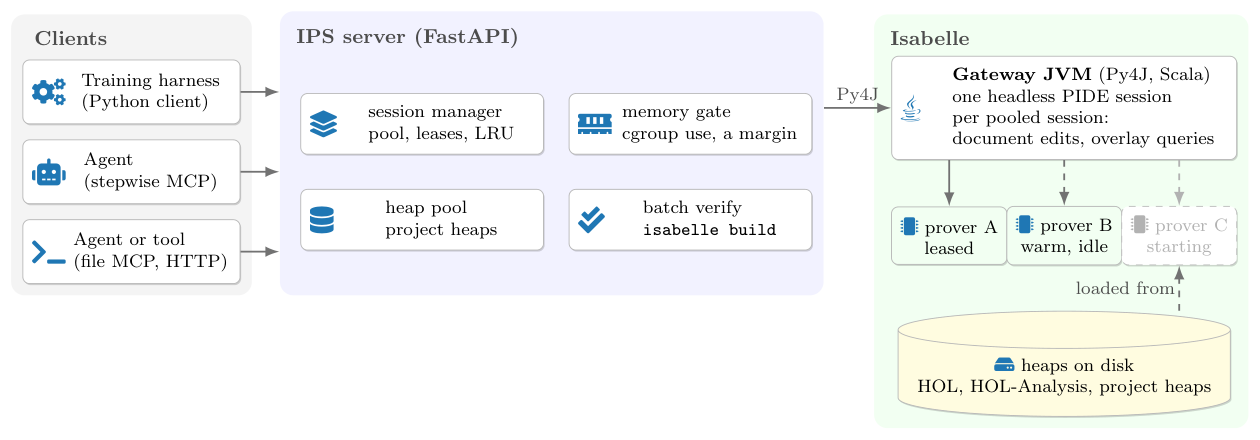 Clients
Training harness
(Python client)
Agent
(stepwise MCP)
Agent or tool
(file MCP, HTTP)
IPS server (FastAPI)
session manager
pool, leases, LRU
memory gate
cgroup use, a margin
heap pool
project heaps
batch verify
isabelle build
Py4J
Isabelle
Gateway JVM (Py4J, Scala)
one headless PIDE session
per pooled session:
document edits, overlay queries
prover A
leased
prover B
warm, idle
prover C
starting
loaded from
heaps on disk
HOL, HOL-Analysis, project heaps